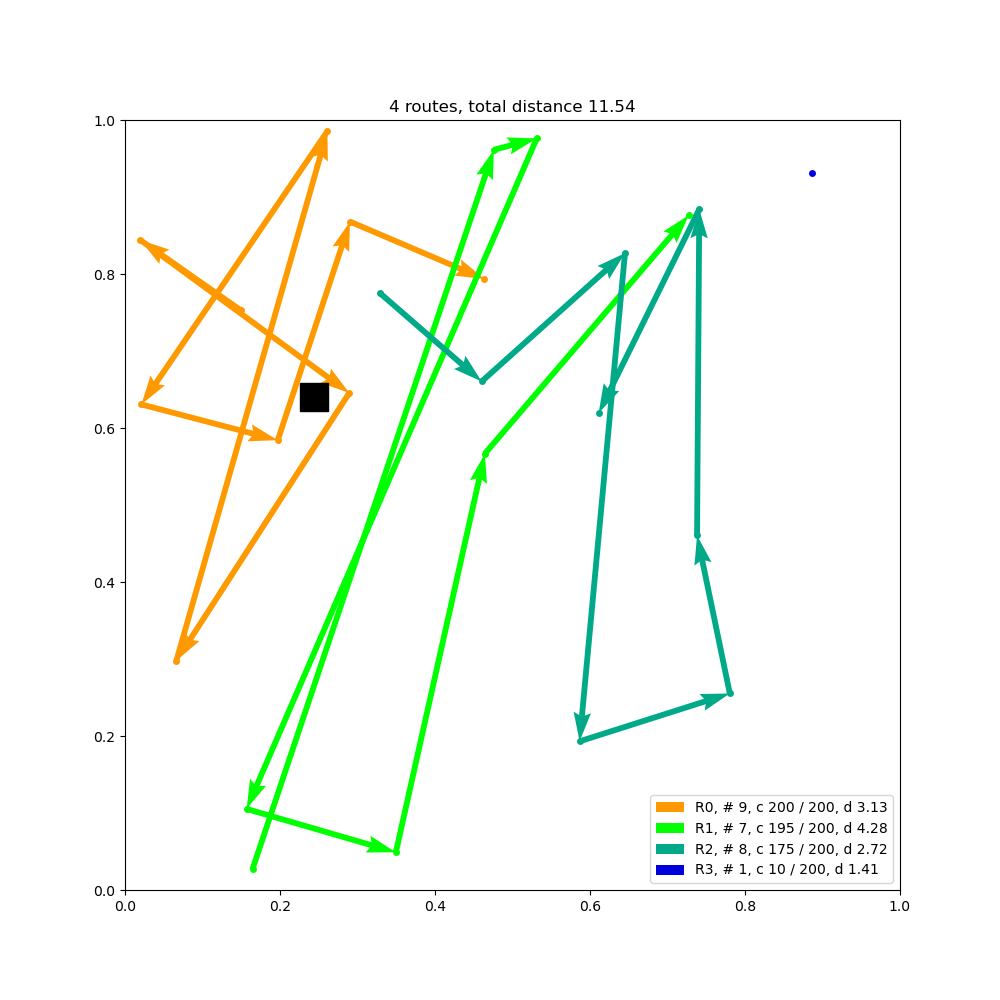 4 routes, total distance 11.54
1.0
0.8
0.6
0.4
0.2
0.0
0.0 0.2 0.4 0.6 0.8 1.0
R0, # 9, c 200 / 200, d 3.13
R1, # 7, c 195 / 200, d 4.28
R2, # 8, c 175 / 200, d 2.72
R3, # 1, c 10 / 200, d 1.41